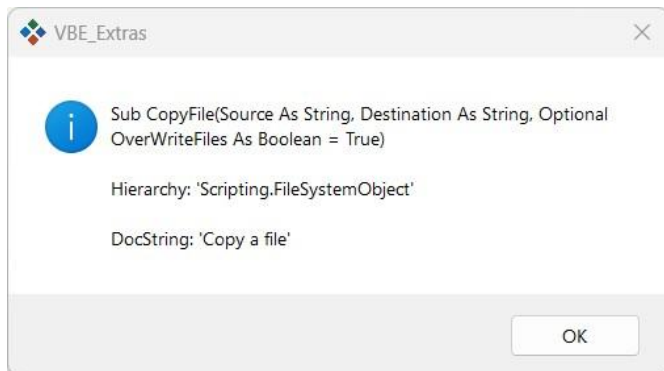 VBE_Extras
Sub CopyFile(Source As String, Destination As String, Optional
OverWriteFiles As Boolean = True)
Hierarchy: 'Scripting.FileSystemObject'
DocString: 'Copy a file'
OK